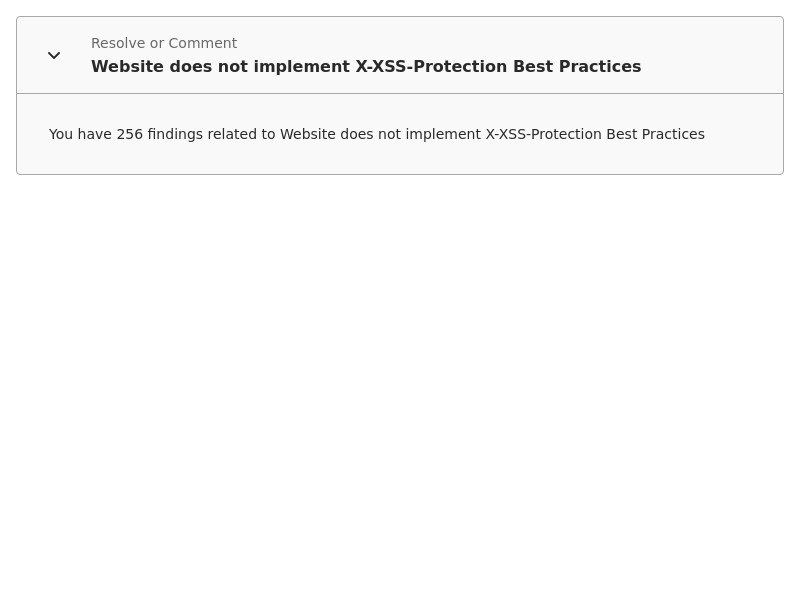 Resolve or Comment
Website does not implement X-XSS-Protection Best Practices
You have 256 findings related to Website does not implement X-XSS-Protection Best Practices